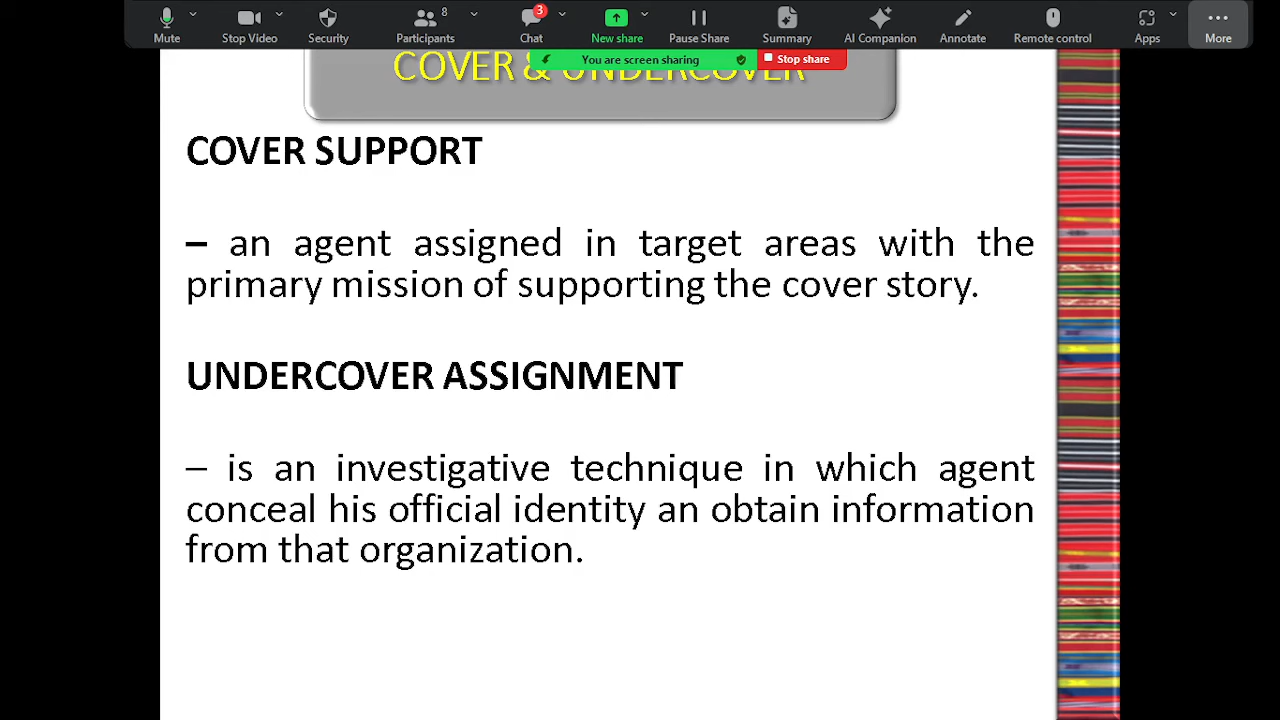 8
3
Mute
Stop Video
Security
Participants
Chat
New share
Pause Share
Summary
AI Companion
Annotate
Remote control
Apps
More
You are screen sharing
Stop share
COVER & UNDERCOVER
COVER SUPPORT
– an agent assigned in target areas with the
primary mission of supporting the cover story.
UNDERCOVER ASSIGNMENT
– is an investigative technique in which agent
conceal his official identity an obtain information
from that organization.